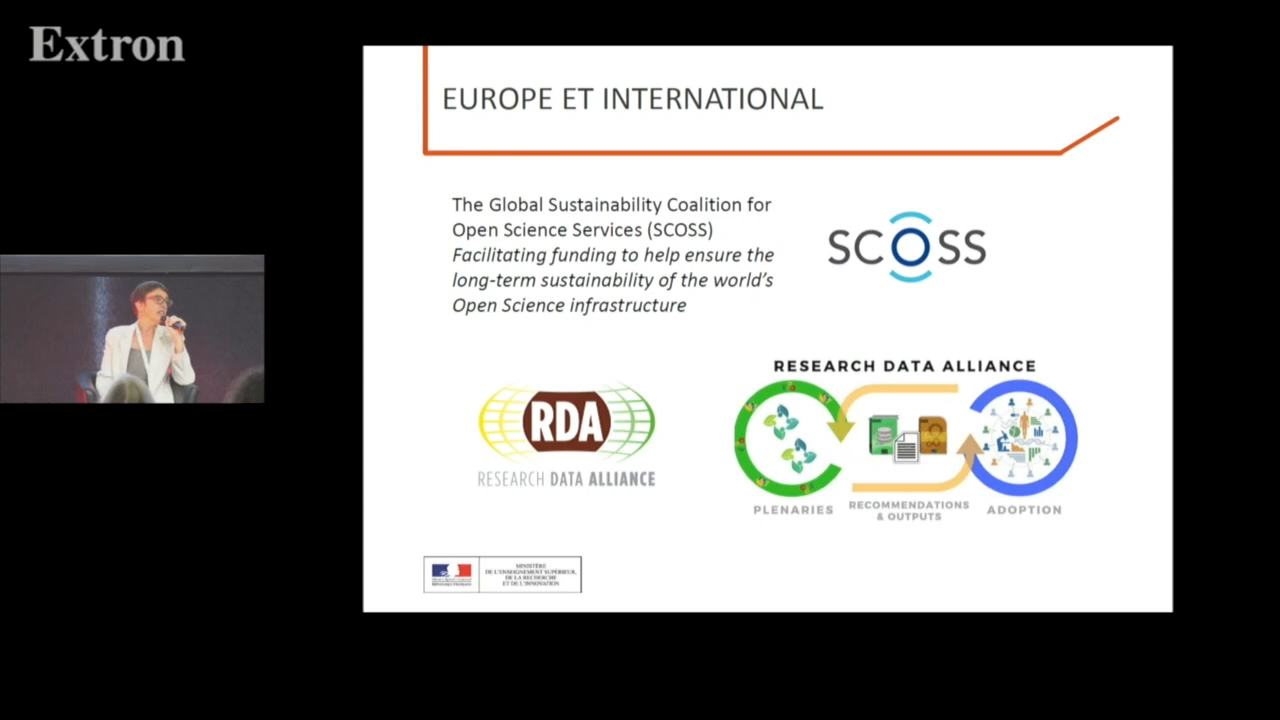 Extron
EUROPE ET INTERNATIONAL
The Global Sustainability Coalition for
Open Science Services (SCOSS)
Facilitating funding to help ensure the
long-term sustainability of the world's
Open Science infrastructure
SCOSS
RDA
RESEARCH DATA ALLIANCE
RESEARCH DATA ALLIANCE
PLENARIES
RECOMMENDATIONS
& OUTPUTS
ADOPTION
MINISTÈRE
DE L'ENSEIGNEMENT SUPÉRIEUR,
DE LA RECHERCHE
ET DE L'INNOVATION